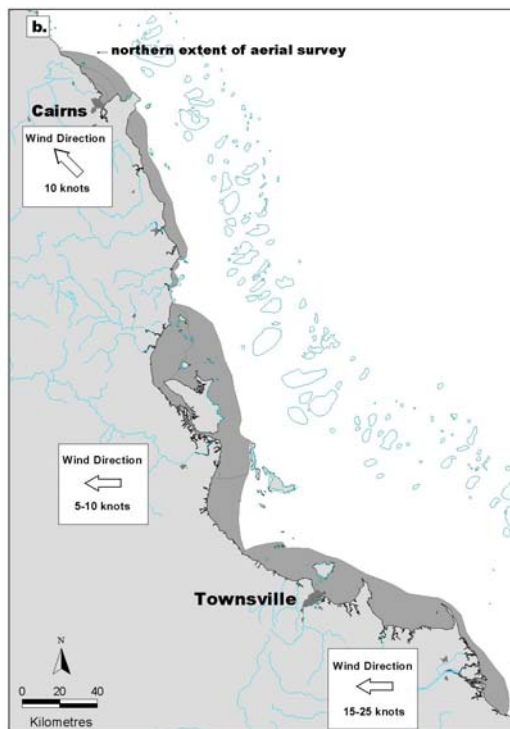 b.
northern extent of aerial survey
Cairns
Wind Direction
10 knots
Wind Direction
5-10 knots
Townsville
Wind Direction
15-25 knots
N
0 20 40
Kilometres